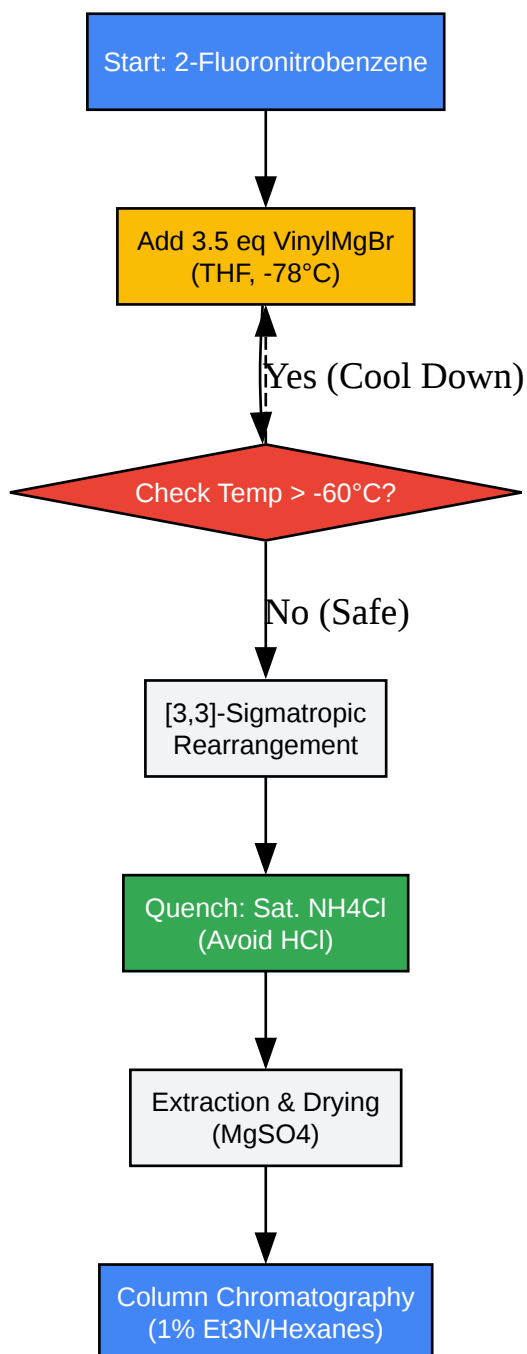 Start: 2-Fluoronitrobenzene
Add 3.5 eq VinylMgBr
(THF, -78°C)
Yes (Cool Down)
Check Temp > -60°C?
No (Safe)
[3,3]-Sigmatropic
Rearrangement
Quench: Sat. NH4Cl
(Avoid HCl)
Extraction & Drying
(MgSO4)
Column Chromatography
(1% Et3N/Hexanes)